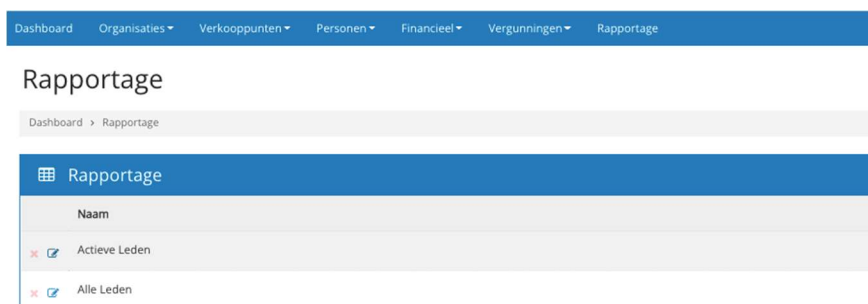 Dashboard Organisaties Verkooppunten Personen Financieel Vergunningen Rapportage
Rapportage
Dashboard > Rapportage
Rapportage
Naam
Actieve Leden
Alle Leden